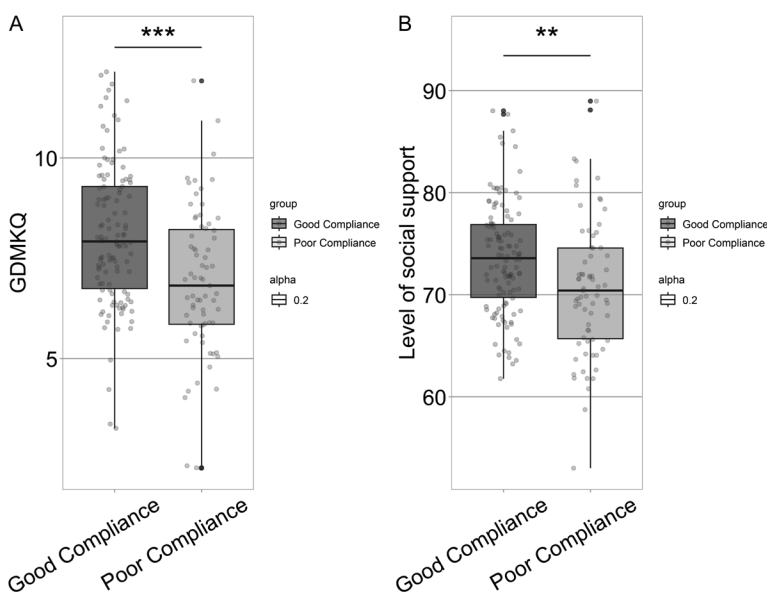 A
***
GDMKQ
10
5
Good Compliance
Poor Compliance
group
Good Compliance
Poor Compliance
alpha
0.2
B
**
Level of social support
90
80
70
60
Good Compliance
Poor Compliance
group
Good Compliance
Poor Compliance
alpha
0.2